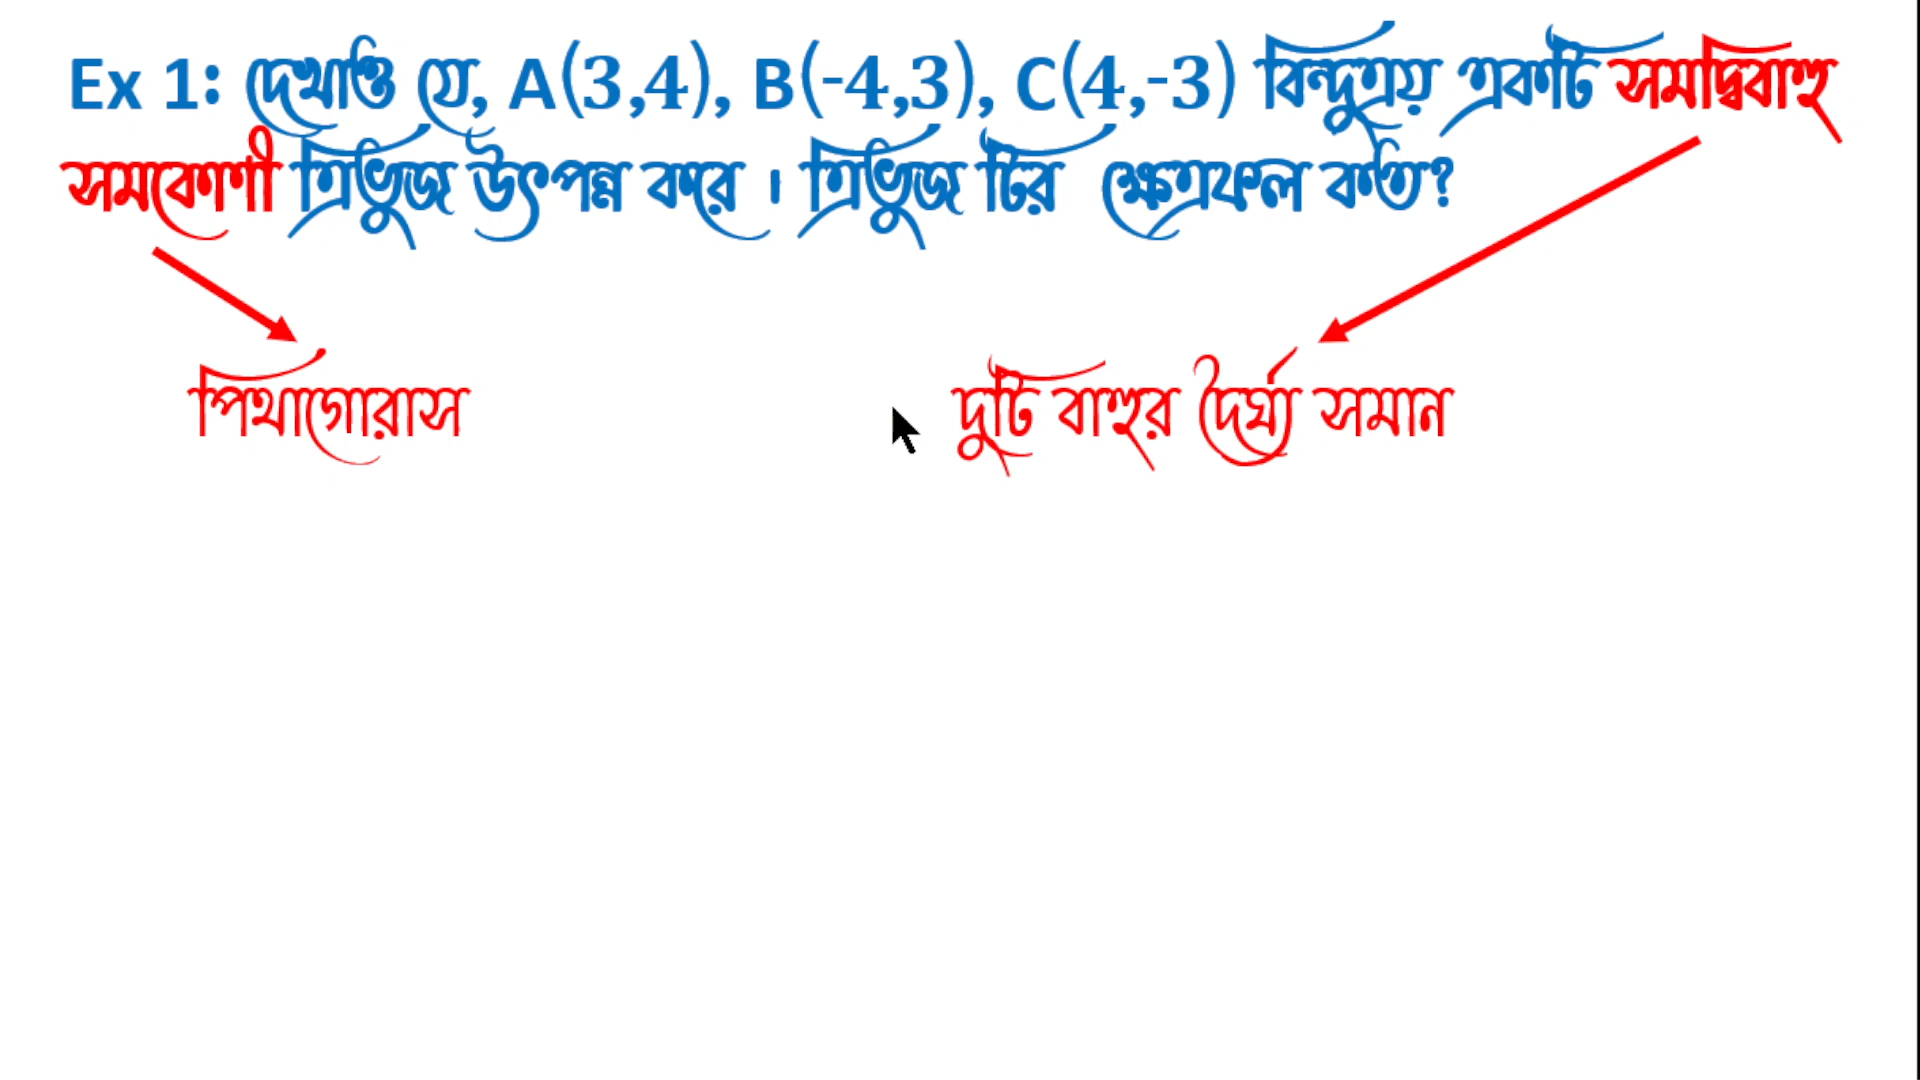 Ex 1: দেখাও যে, A(3,4), B(-4,3), C(4,-3) বিন্দুত্রয় একটি সমদ্বিবাহু
সমকোণী ত্রিভুজ উৎপন্ন করে । ত্রিভুজ টির ক্ষেত্রফল কত?
পিথাগোরাস
দুটি বাহুর দৈর্ঘ্য সমান